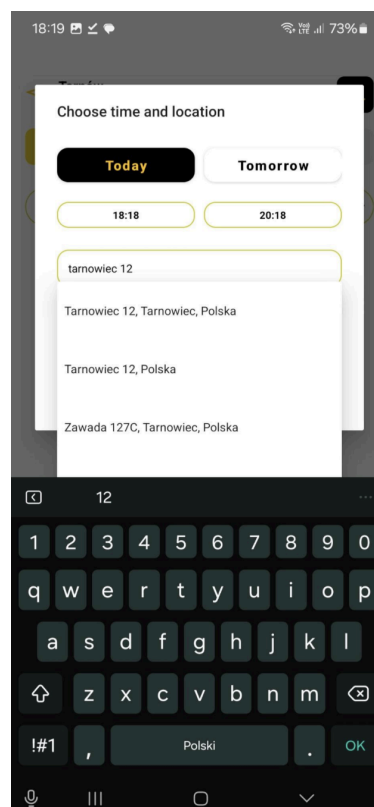 18:19 73%
Tarnów
Choose time and location
Today Tomorrow
18:18 20:18
tarnowiec 12
Tarnowiec 12, Tarnowiec, Polska
Tarnowiec 12, Polska
Zawada 127C, Tarnowiec, Polska
12
1 2 3 4 5 6 7 8 9 0
q w e r t y u i o p
a s d f g h j k l
z x c v b n m
!#1 , Polski . OK